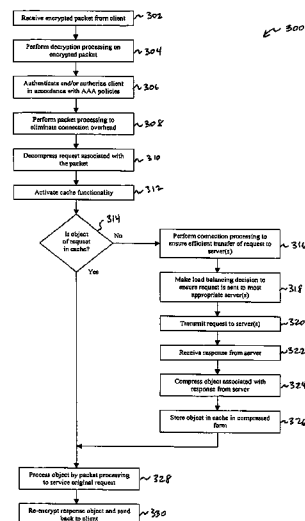 Receive encrypted packet from client
302
300
Perform decryption processing on
encrypted packet
304
Authenticate and/or authorize client
in accordance with AAA policies
306
Perform packet processing to
eliminate connection overhead
308
Decompress request associated with
the packet
310
Activate cache functionality
312
314
Is object
of request
in cache?
No
Yes
Perform connection processing to
ensure efficient transfer of request to
server(s)
316
Make load balancing decision to
ensure request is sent to most
appropriate server(s)
318
Transmit request to server(s)
320
Receive response from server
322
Compress object associated with
response from server
324
Store object in cache in compressed
form
326
Process object by packet processing
to service original request
328
Re-encrypt response object and send
back to client
330